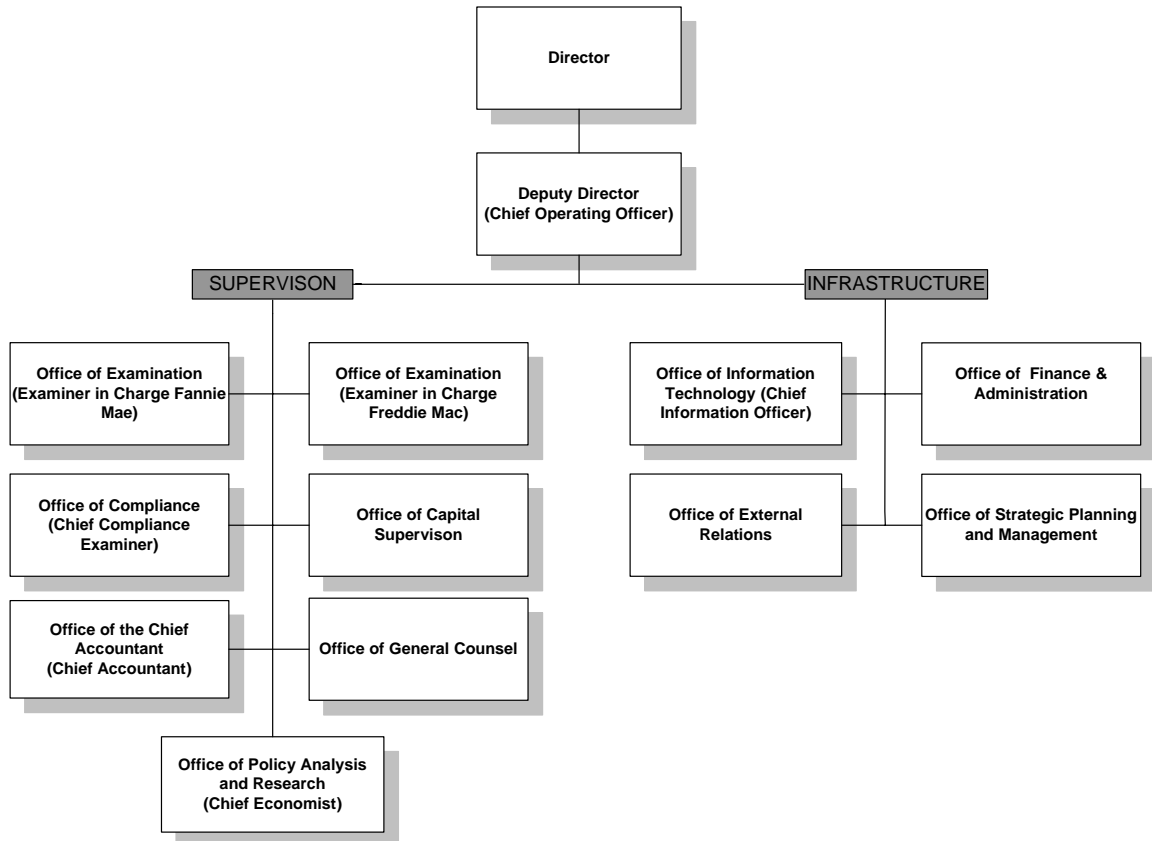 Director
Deputy Director
(Chief Operating Officer)
SUPERVISON
INFRASTRUCTURE
Office of Examination
(Examiner in Charge Fannie
Mae)
Office of Examination
(Examiner in Charge
Freddie Mac)
Office of Information
Technology (Chief
Information Officer)
Office of Finance &
Administration
Office of Compliance
(Chief Compliance
Examiner)
Office of Capital
Supervison
Office of External
Relations
Office of Strategic Planning
and Management
Office of the Chief
Accountant
(Chief Accountant)
Office of General Counsel
Office of Policy Analysis
and Research
(Chief Economist)